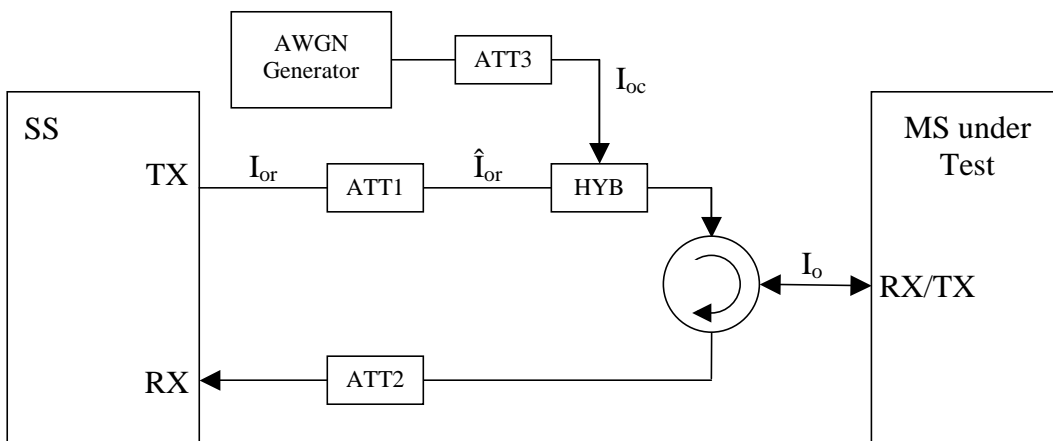 AWGN
Generator
ATT3
I_oc
SS
MS under
Test
TX
I_or
ATT1
Î_or
HYB
I_o
RX/TX
RX
ATT2